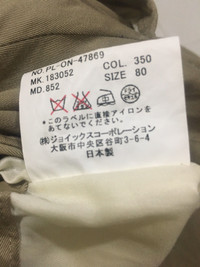 NO.PL-ON-47869
MK.183052 COL. 350
MD.852 SIZE 80
*このラベルに直接アイロンを
あてないでください。
㈱ジョイックスコーポレーション
大阪市中央区谷町3-6-4
日本製